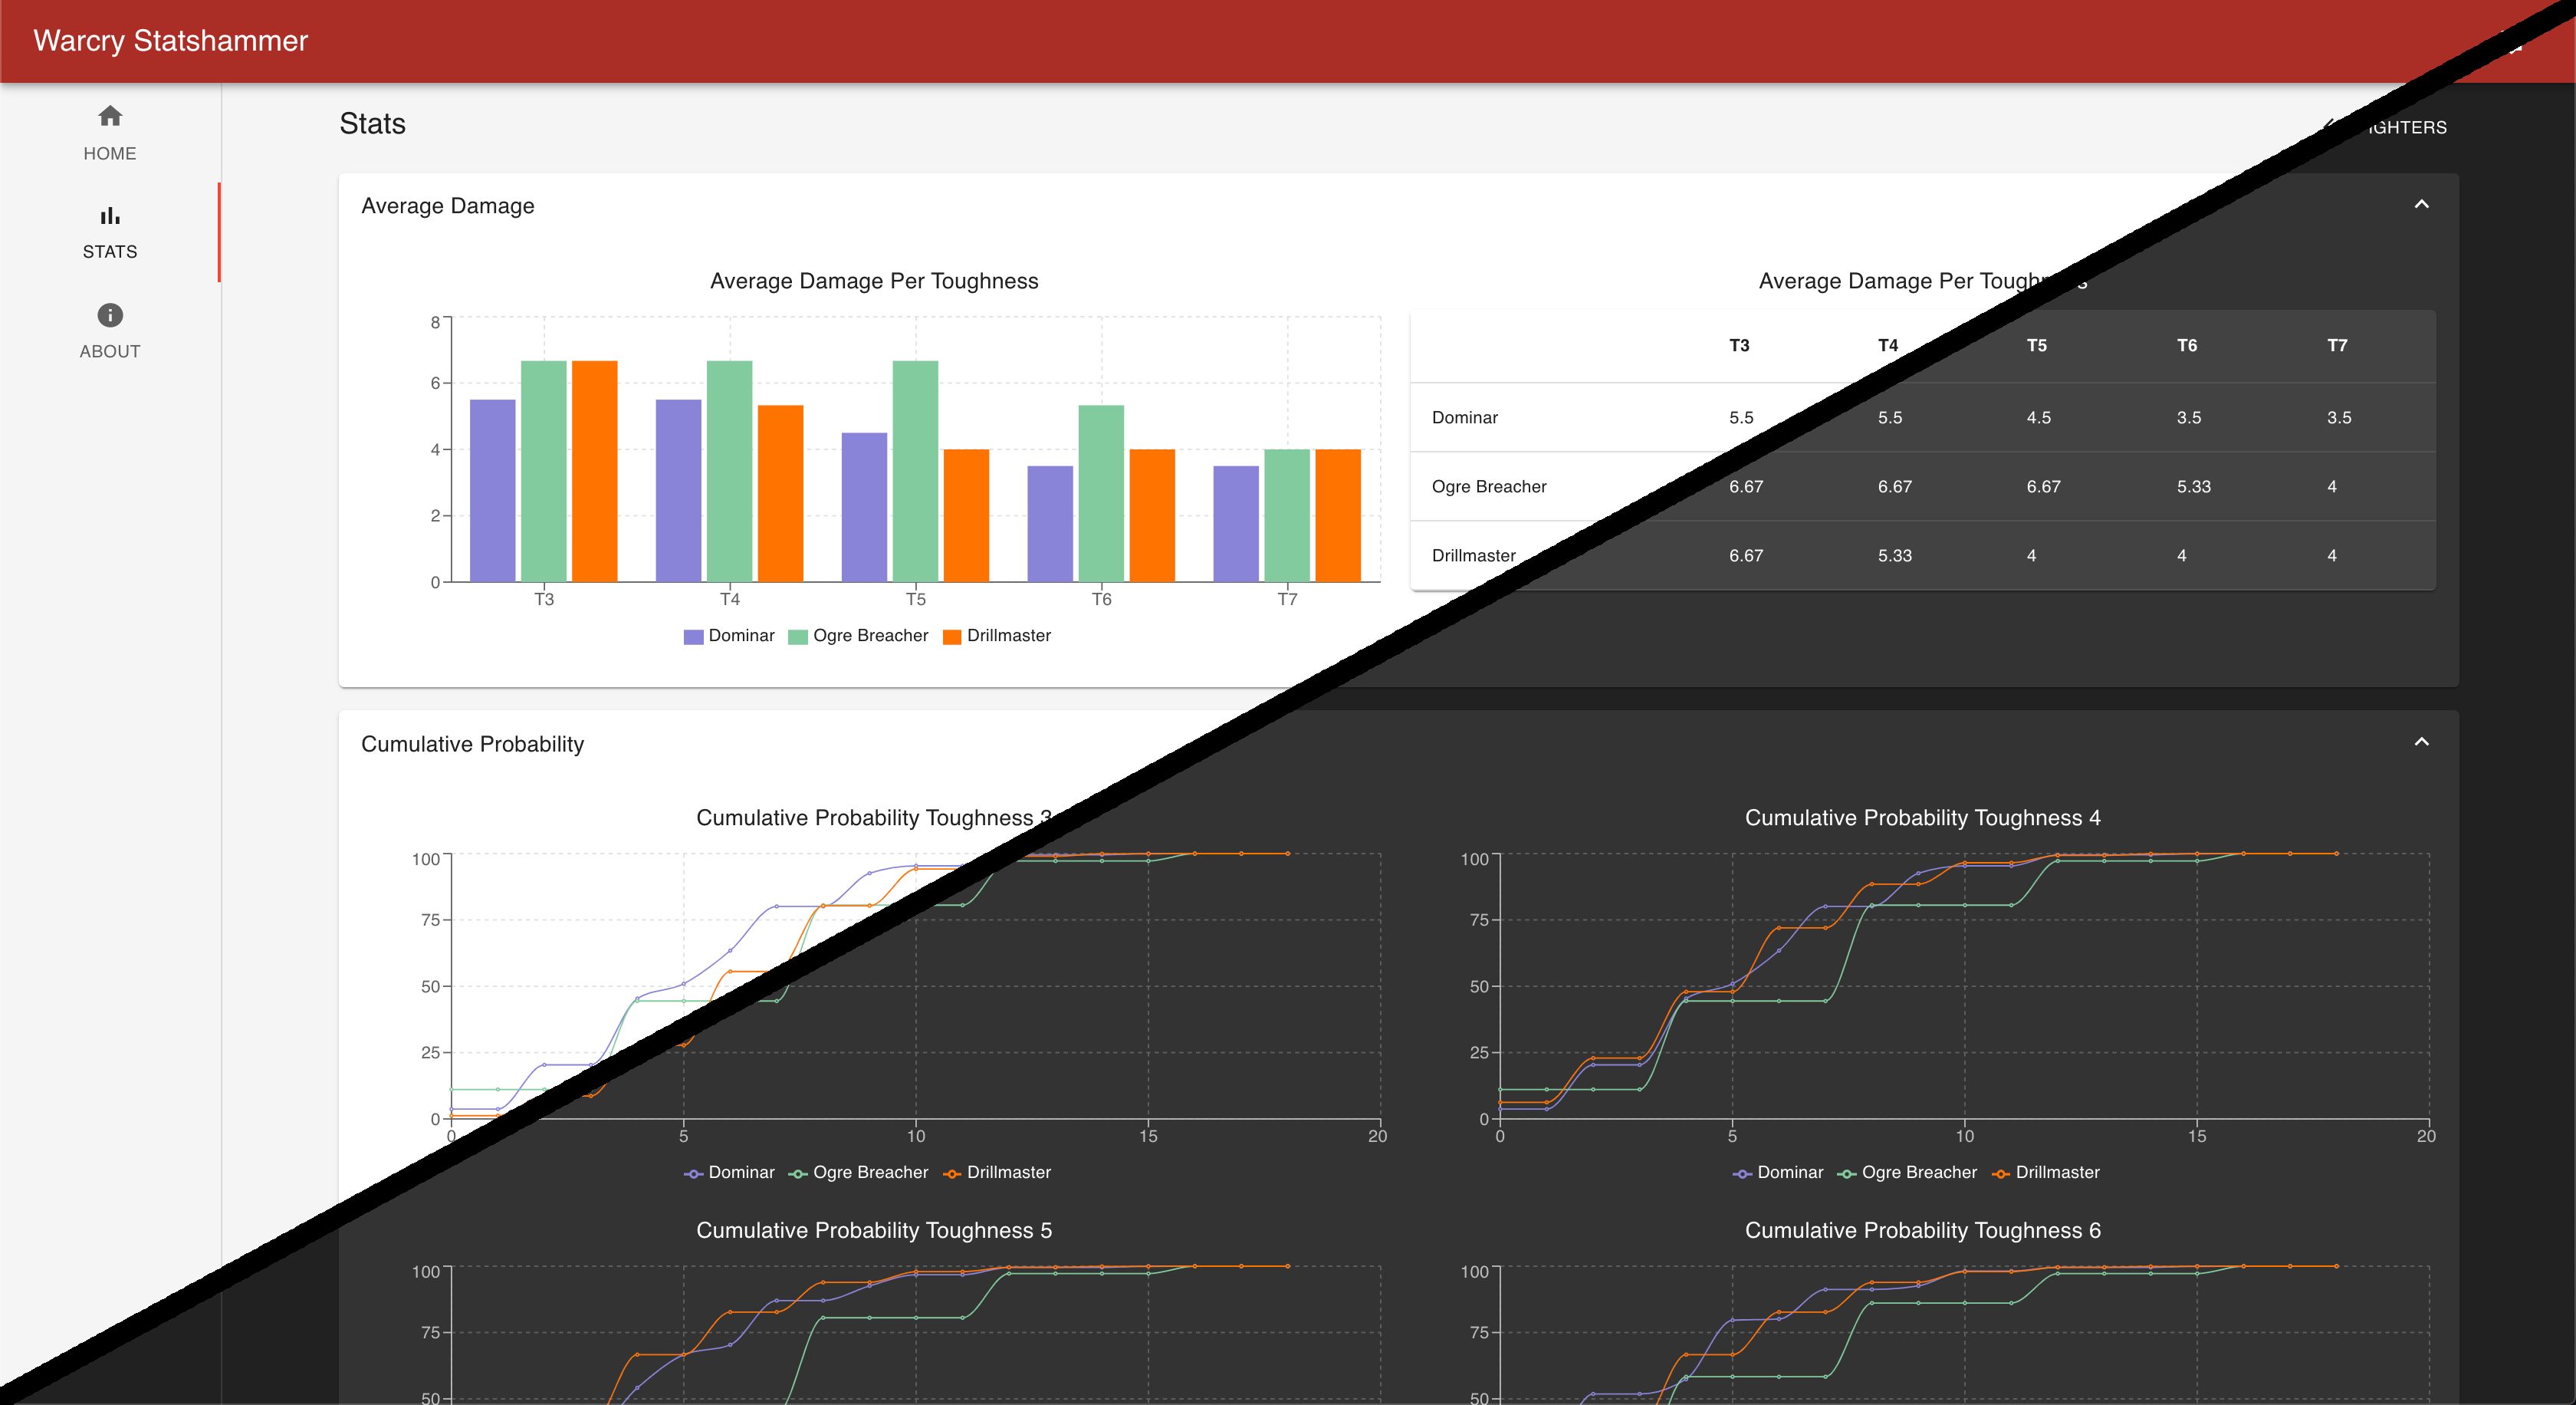 Warcry Statshammer
HOME
STATS
ABOUT
Stats
Average Damage
Average Damage Per Toughness
8
6
4
2
0
T3 T4 T5 T6 T7
Dominar Ogre Breacher Drillmaster
Average Damage Per
T3 T4 T5 T6 T7
Dominar 5.5 5.5 4.5 3.5 3.5
Ogre Breacher 6.67 6.67 6.67 5.33 4
Drillmaster 6.67 5.33 4 4 4
Cumulative Probability
Cumulative Probability Toughness 3
100
75
50
25
0
0 5 10 15 20
Dominar Ogre Breacher Drillmaster
Cumulative Probability Toughness 4
100
75
50
25
0
0 5 10 15 20
Dominar Ogre Breacher Drillmaster
Cumulative Probability Toughness 5
100
75
50
Cumulative Probability Toughness 6
100
75
50